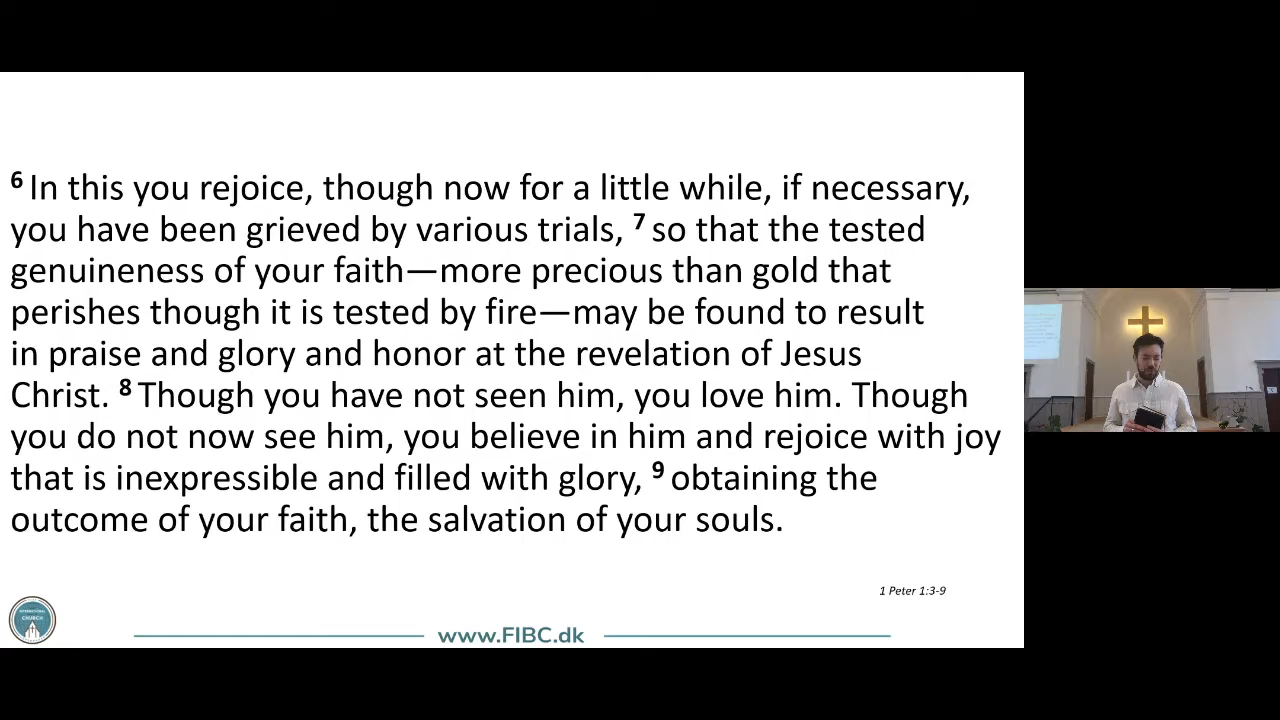 6 In this you rejoice, though now for a little while, if necessary,
you have been grieved by various trials, 7 so that the tested
genuineness of your faith—more precious than gold that
perishes though it is tested by fire—may be found to result
in praise and glory and honor at the revelation of Jesus
Christ. 8 Though you have not seen him, you love him. Though
you do not now see him, you believe in him and rejoice with joy
that is inexpressible and filled with glory, 9 obtaining the
outcome of your faith, the salvation of your souls.
1 Peter 1:3-9
INTERNATIONAL
CHURCH
www.FIBC.dk